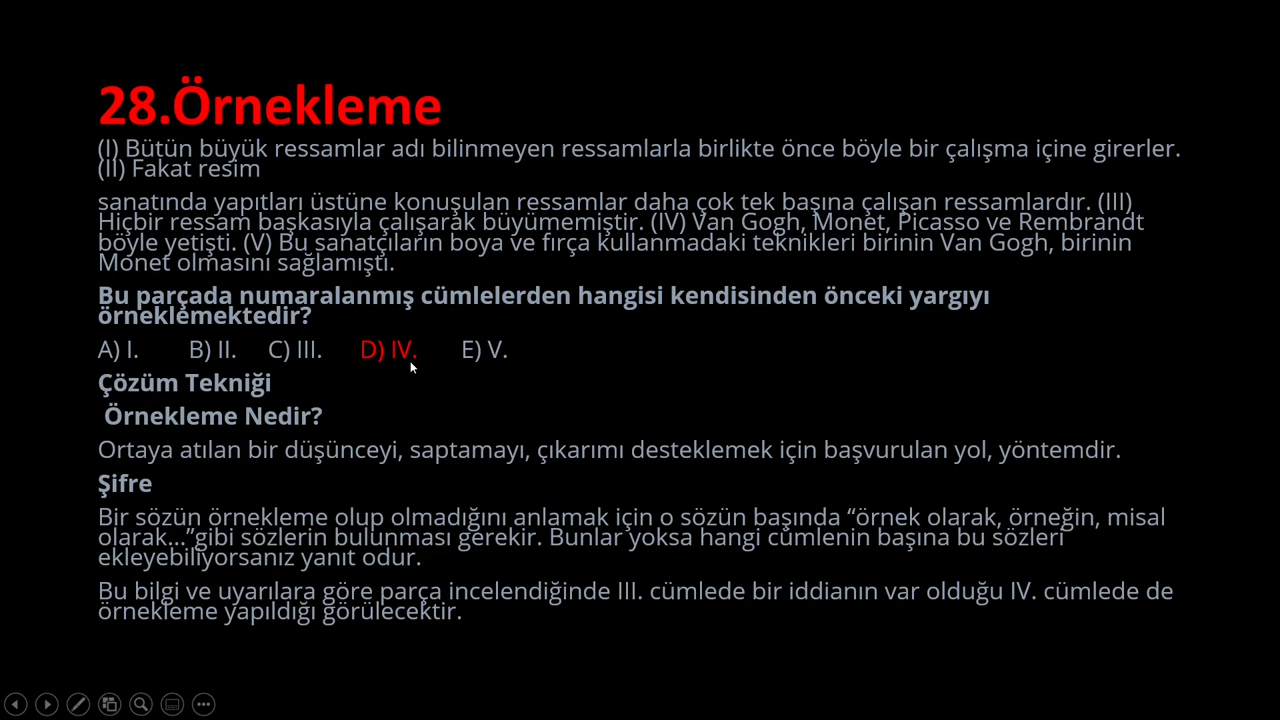 28.Örnekleme
(I) Bütün büyük ressamlar adı bilinmeyen ressamlarla birlikte önce böyle bir çalışma içine girerler.
(II) Fakat resim
sanatında yapıtları üstüne konuşulan ressamlar daha çok tek başına çalışan ressamlardır. (III)
Hiçbir ressam başkasıyla çalışarak büyümemiştir. (IV) Van Gogh, Monet, Picasso ve Rembrandt
böyle yetişti. (V) Bu sanatçıların boya ve fırça kullanmadaki teknikleri birinin Van Gogh, birinin
Monet olmasını sağlamıştı.
Bu parçada numaralanmış cümlelerden hangisi kendisinden önceki yargıyı
örneklemektedir?
A) I. B) II. C) III. D) IV. E) V.
Çözüm Tekniği
Örnekleme Nedir?
Ortaya atılan bir düşünceyi, saptamayı, çıkarımı desteklemek için başvurulan yol, yöntemdir.
Şifre
Bir sözün örnekleme olup olmadığını anlamak için o sözün başında “örnek olarak, örneğin, misal
olarak...”gibi sözlerin bulunması gerekir. Bunlar yoksa hangi cümlenin başına bu sözleri
ekleyebiliyorsanız yanıt odur.
Bu bilgi ve uyarılara göre parça incelendiğinde III. cümlede bir iddianın var olduğu IV. cümlede de
örnekleme yapıldığı görülecektir.